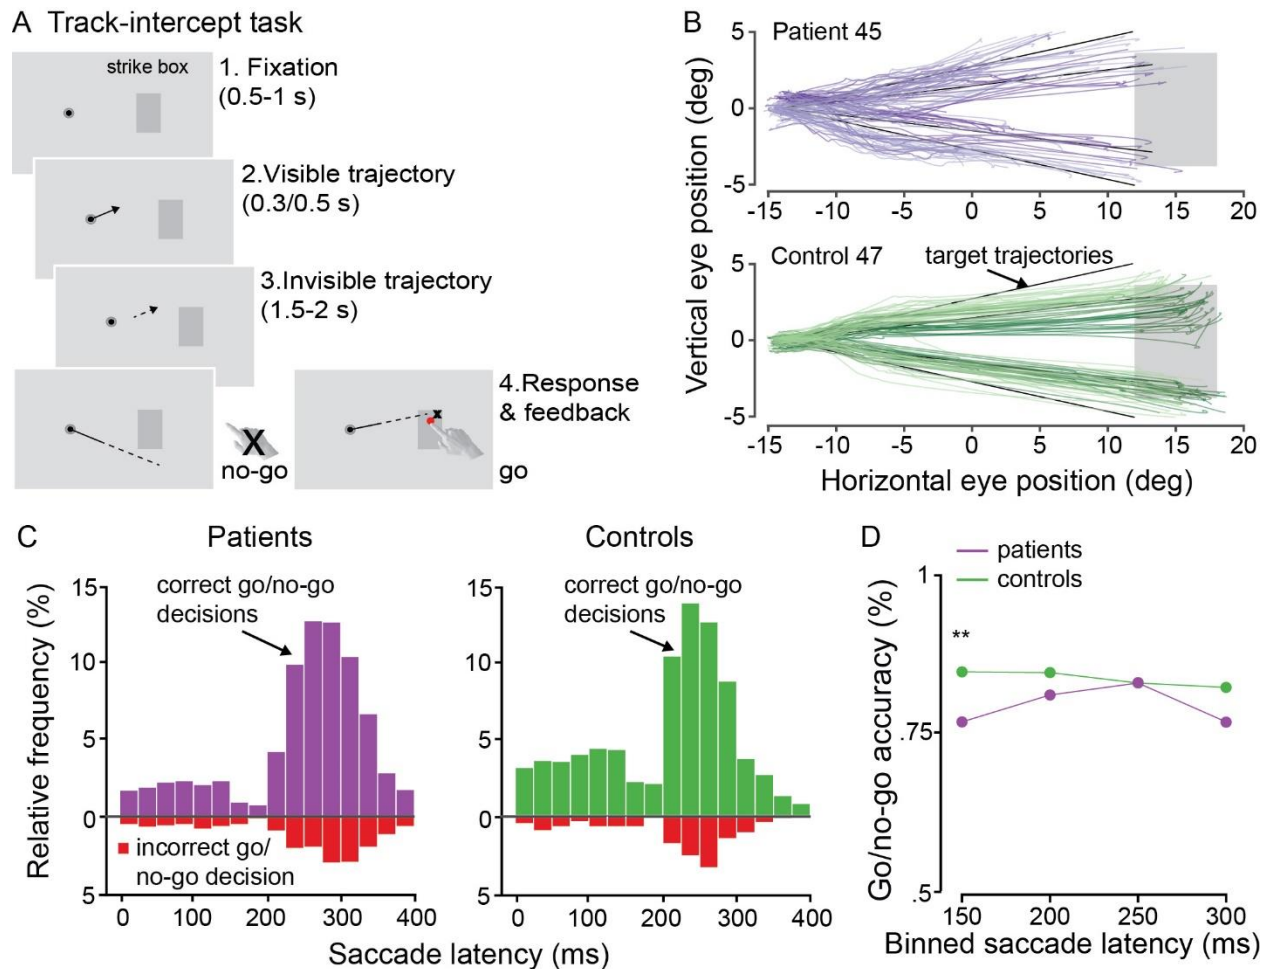 A Track-intercept task
strike box
1. Fixation
(0.5-1 s)
2.Visible trajectory
(0.3/0.5 s)
3.Invisible trajectory
(1.5-2 s)
4.Response
& feedback
X
no-go
x
go
B
Patient 45
Vertical eye position (deg)
5
0
-5
-15 -10 -5 0 5 10 15 20
Control 47
target trajectories
5
0
-5
-15 -10 -5 0 5 10 15 20
Horizontal eye position (deg)
C
Patients
Controls
Relative frequency (%)
correct go/no-go
decisions
15
10
5
0
5
incorrect go/
no-go decision
0 100 200 300 400
correct go/no-go
decisions
15
10
5
0
5
0 100 200 300 400
Saccade latency (ms)
D
patients
controls
Go/no-go accuracy (%)
1
.75
.5
**
150 200 250 300
Binned saccade latency (ms)